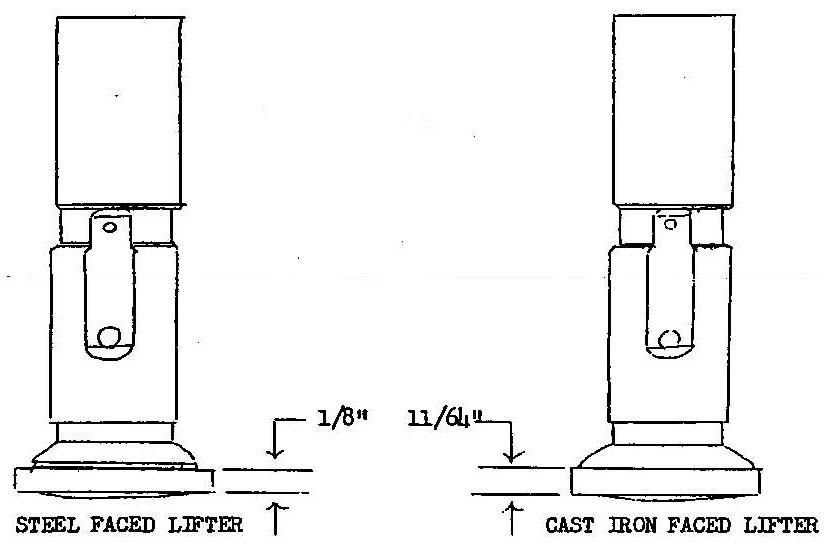 1/8" 11/64"
STEEL FACED LIFTER CAST IRON FACED LIFTER